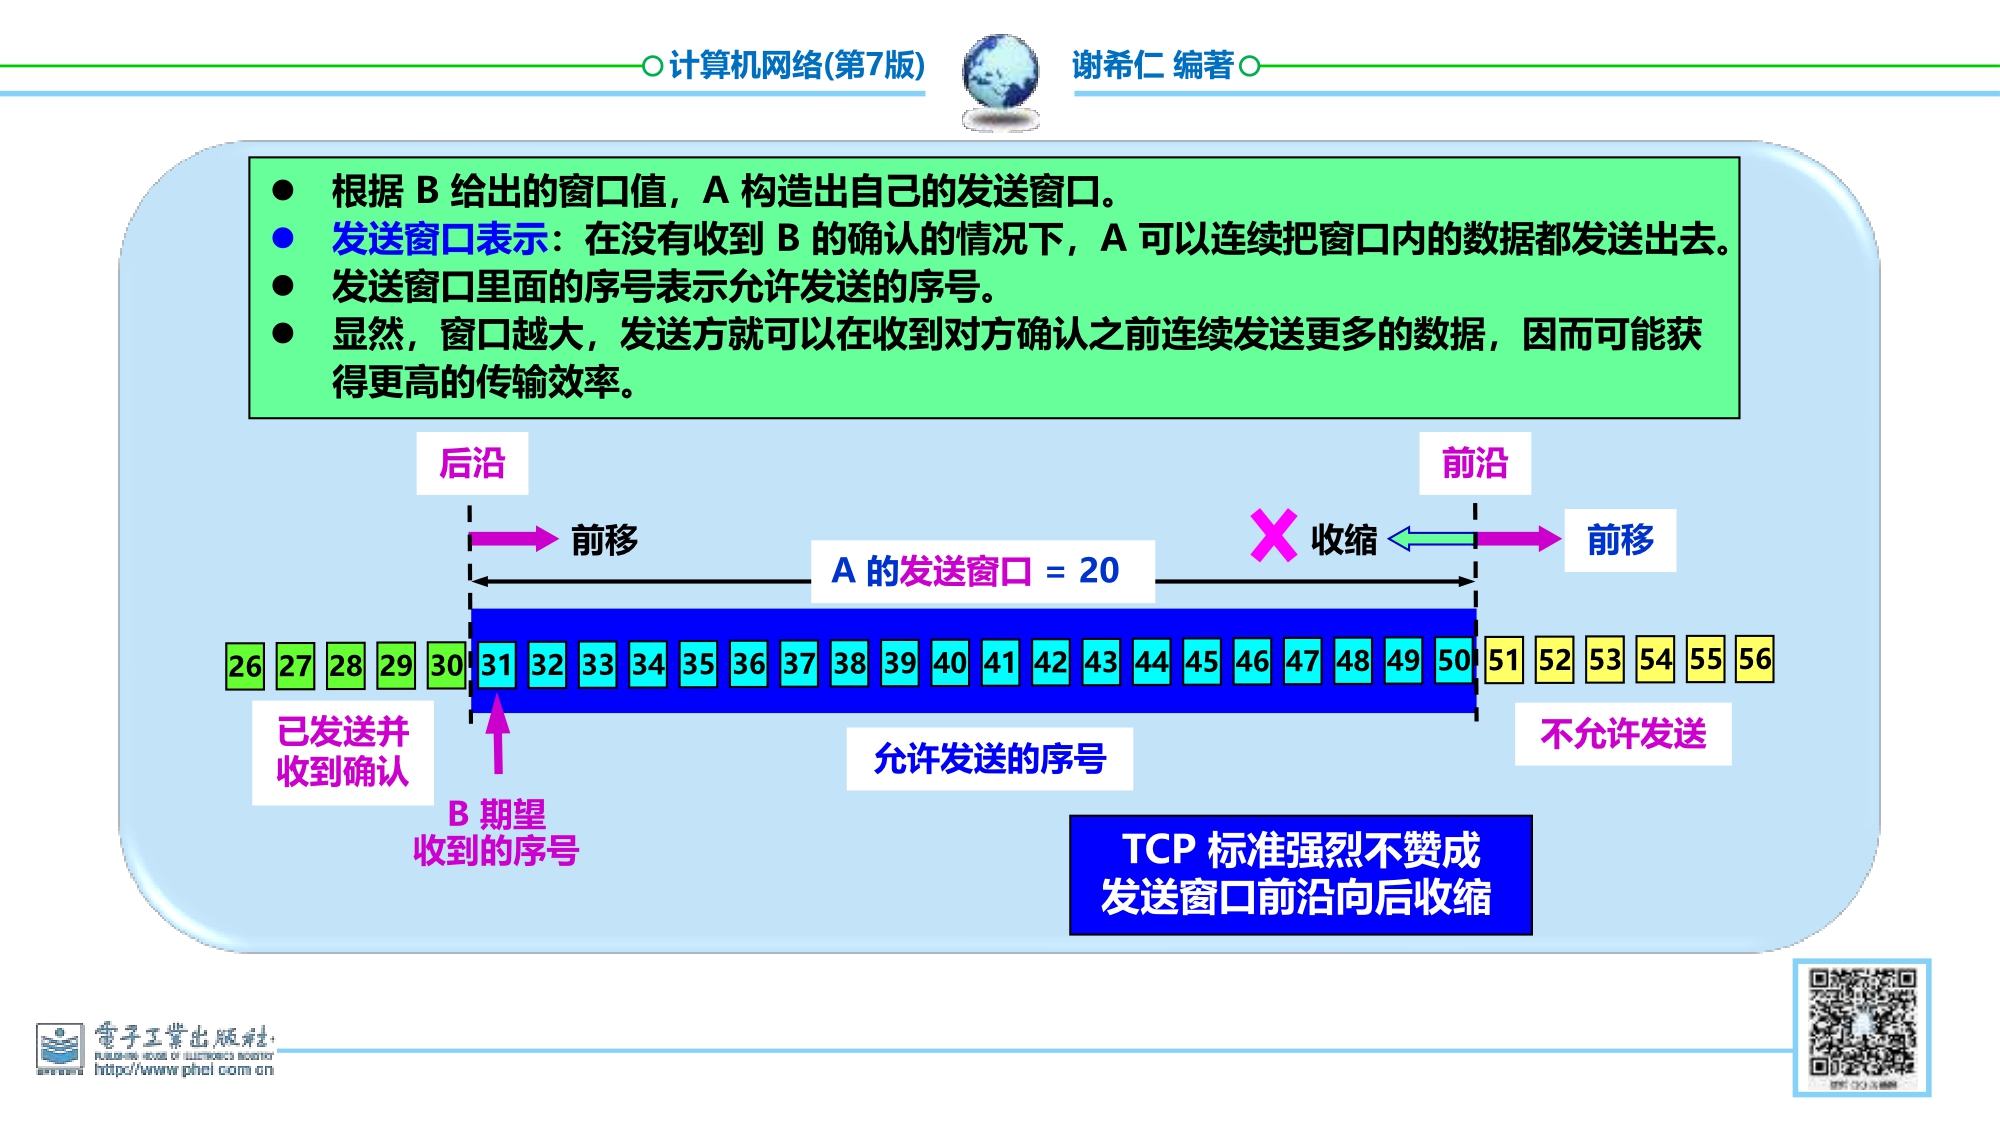 计算机网络(第7版) 谢希仁 编著
● 根据 B 给出的窗口值，A 构造出自己的发送窗口。
● 发送窗口表示：在没有收到 B 的确认的情况下，A 可以连续把窗口内的数据都发送出去。
● 发送窗口里面的序号表示允许发送的序号。
● 显然，窗口越大，发送方就可以在收到对方确认之前连续发送更多的数据，因而可能获
得更高的传输效率。
后沿 前沿
前移 收缩 前移
A 的发送窗口 = 20
26 27 28 29 30 31 32 33 34 35 36 37 38 39 40 41 42 43 44 45 46 47 48 49 50 51 52 53 54 55 56
已发送并
收到确认
允许发送的序号
不允许发送
B 期望
收到的序号
TCP 标准强烈不赞成
发送窗口前沿向后收缩
電子工業出版社
PUBLISHING HOUSE OF ELECTRONICS INDUSTRY
http://www.phei.com.cn